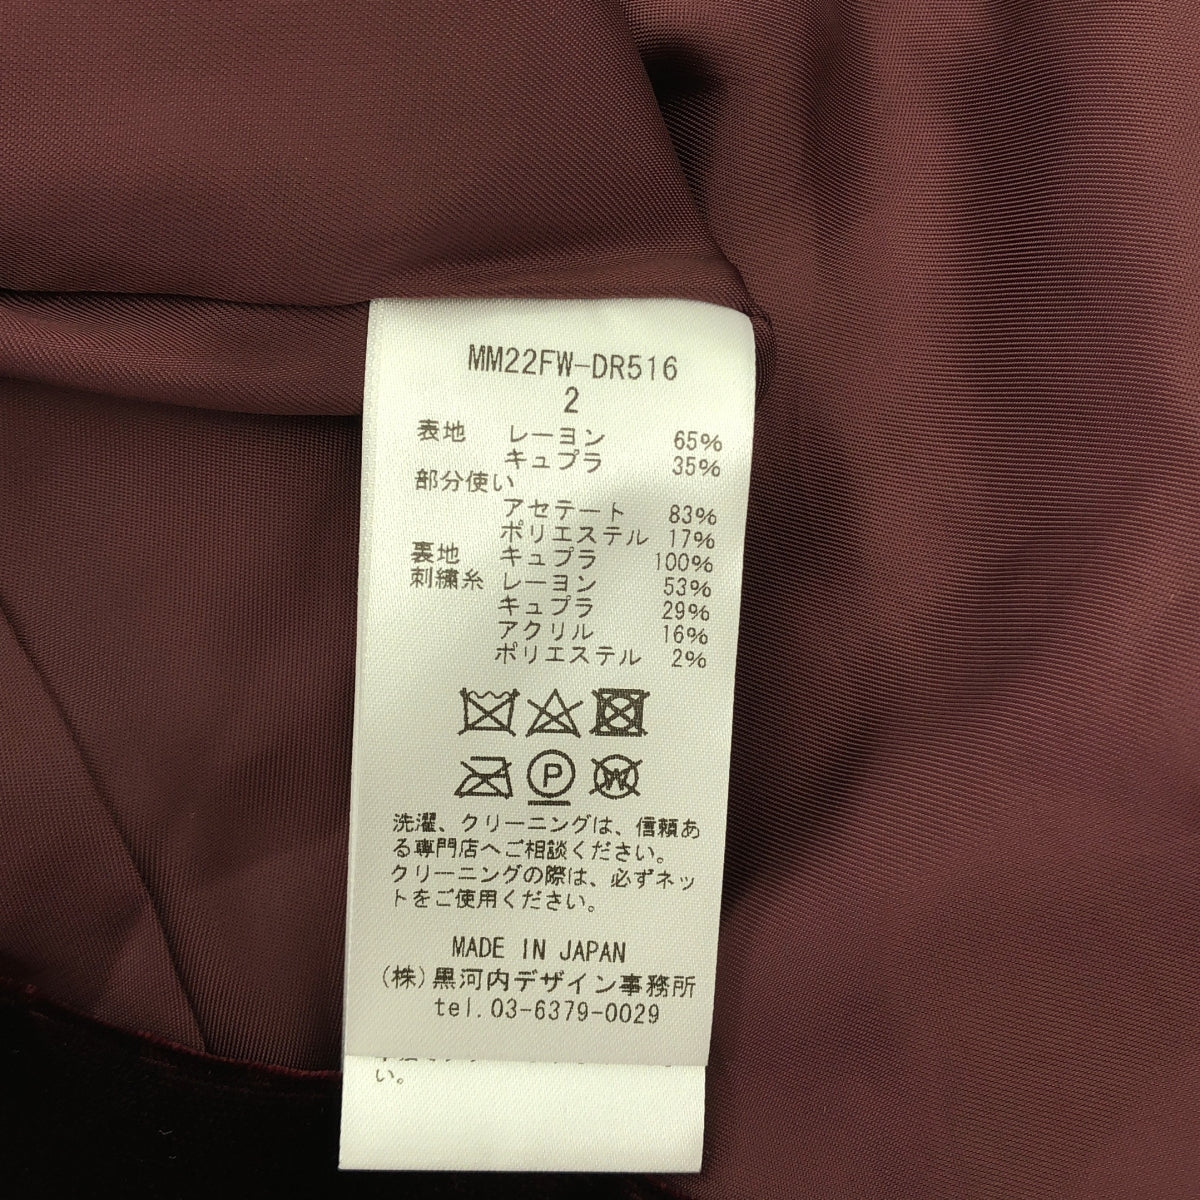 MM22FW-DR516
2
表地 レーヨン 65%
キュプラ 35%
部分使い
アセテート 83%
ポリエステル 17%
裏地 キュプラ 100%
刺繍糸 レーヨン 53%
キュプラ 29%
アクリル 16%
ポリエステル 2%
P W
洗濯、クリーニングは、信頼あ
る専門店へご相談ください。
クリーニングの際は、必ずネッ
トをご使用ください。
MADE IN JAPAN
(株)黒河内デザイン事務所
tel.03-6379-0029
い。